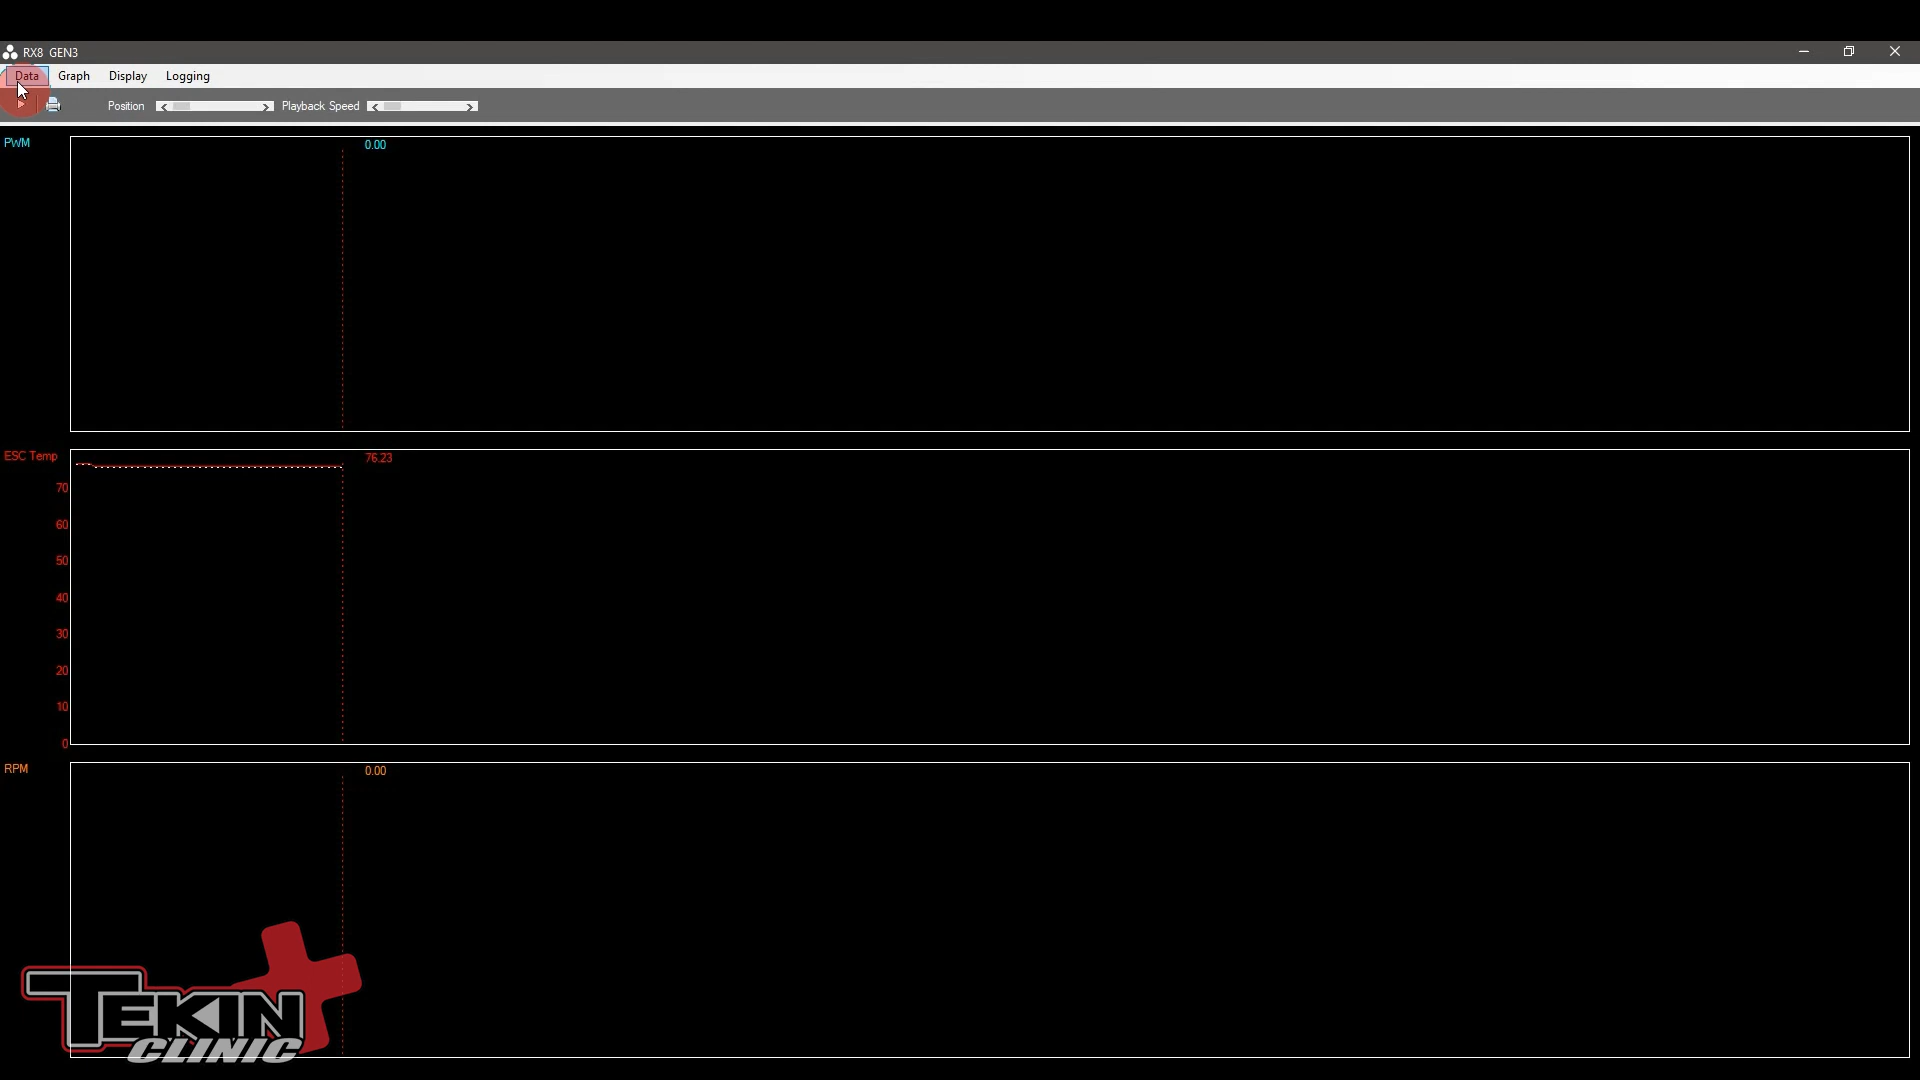 RX8 GEN3
Data Graph Display Logging
Position Playback Speed
PWM 0.00
ESC Temp 76.23
70
60
50
40
30
20
10
0
RPM 0.00
TEKIN
CLINIC